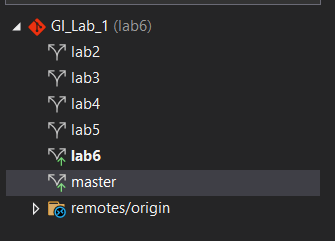 GI_Lab_1 (lab6)
lab2
lab3
lab4
lab5
lab6
master
remotes/origin